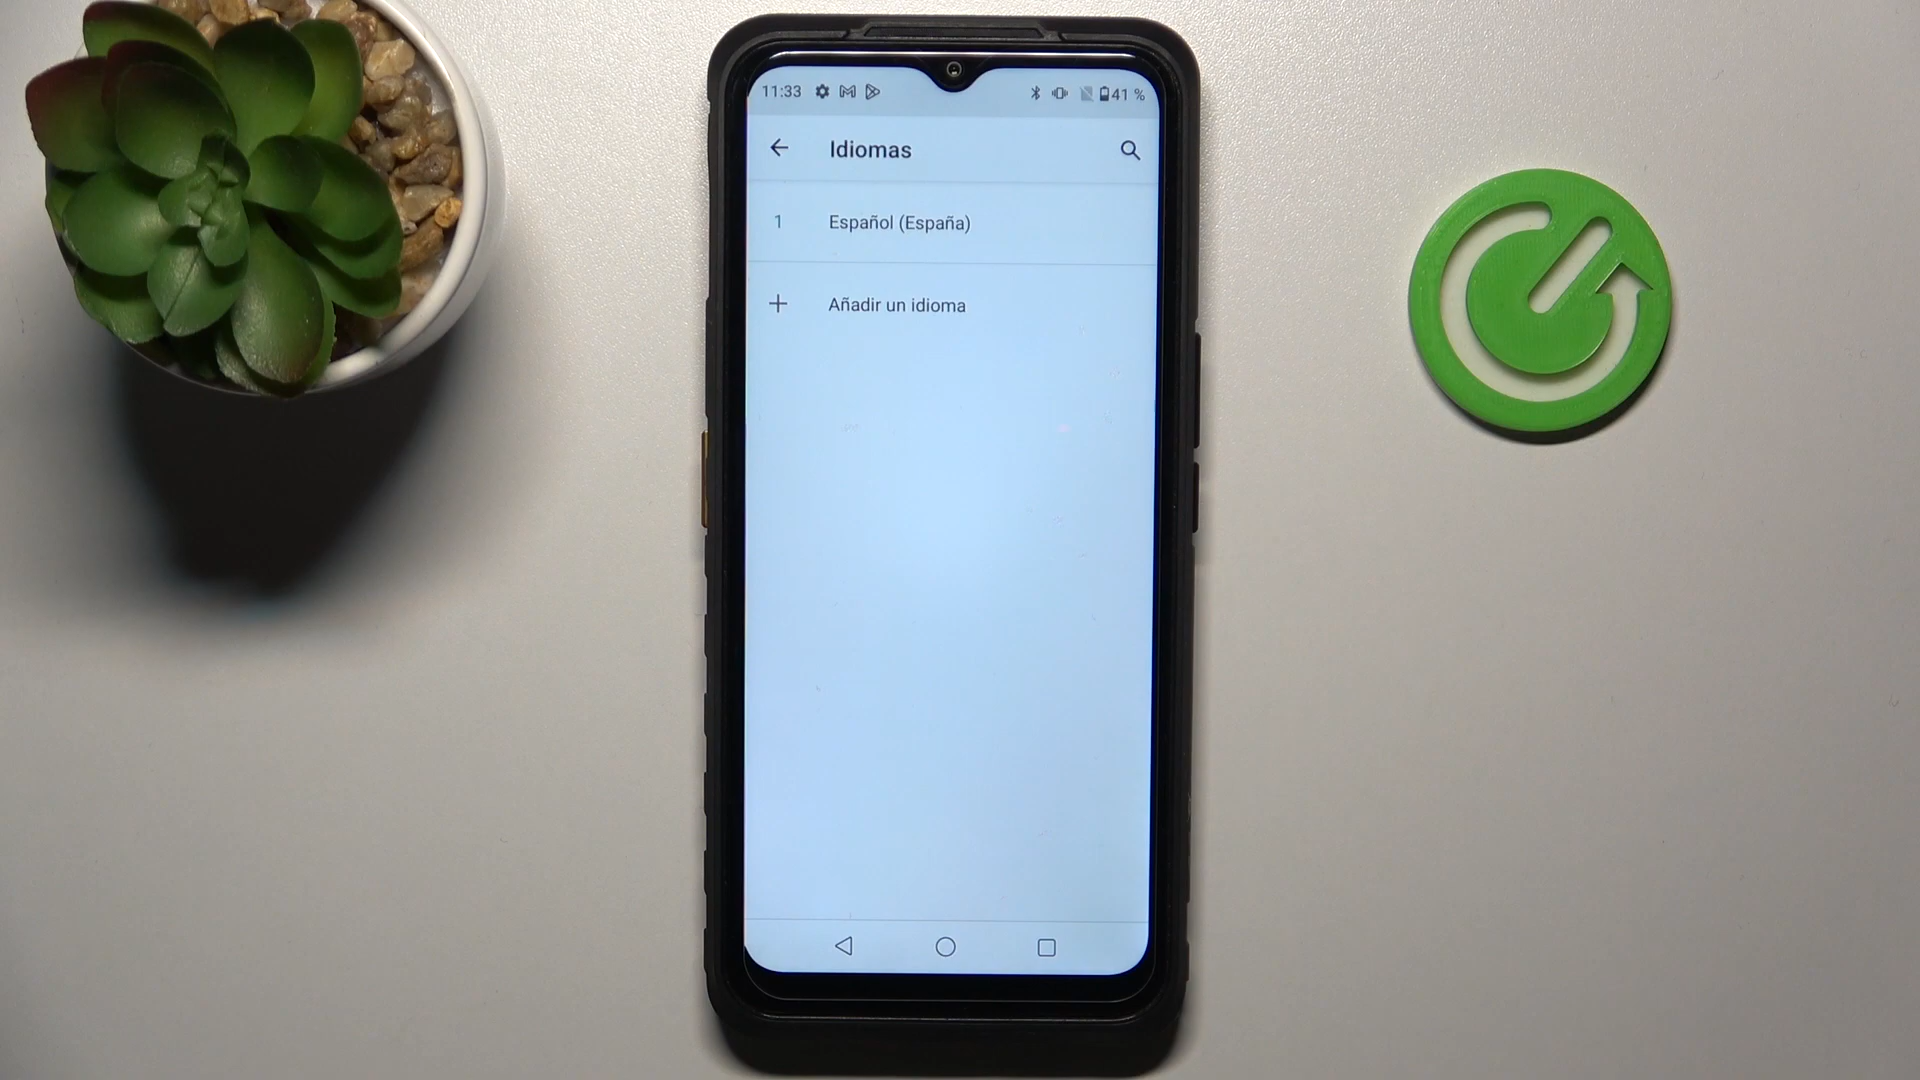 11:33
41 %
Idiomas
1 Español (España)
+ Añadir un idioma